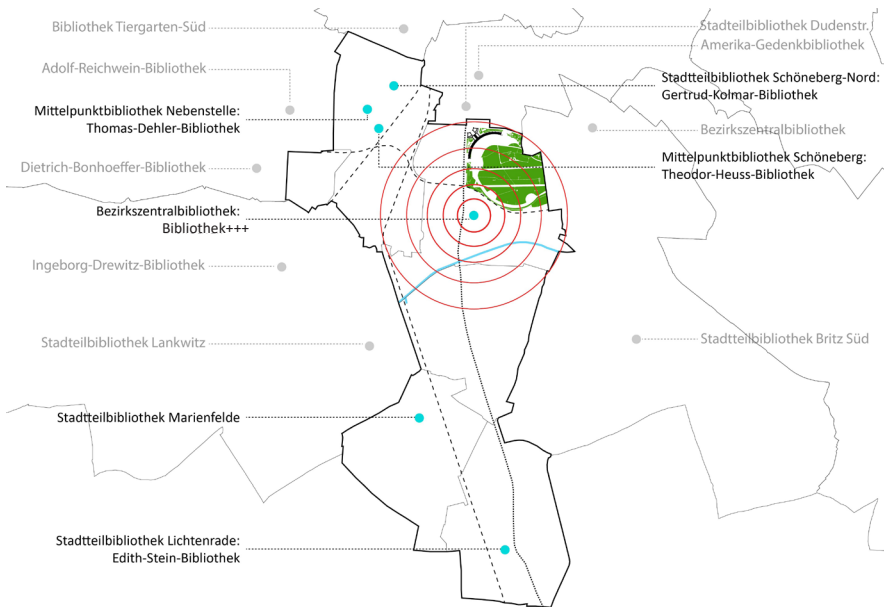 Bibliothek Tiergarten-Süd
Adolf-Reichwein-Bibliothek
Mittelpunktbibliothek Nebenstelle:
Thomas-Dehler-Bibliothek
Dietrich-Bonhoeffer-Bibliothek
Bezirkszentralbibliothek:
Bibliothek+++
Ingeborg-Drewitz-Bibliothek
Stadteilbibliothek Lankwitz
Stadtteilbibliothek Marienfelde
Stadtteilbibliothek Lichtenrade:
Edith-Stein-Bibliothek
Stadteilbibliothek Dudenstr.
Amerika-Gedenkbibliothek
Stadtteilbibliothek Schöneberg-Nord:
Gertrud-Kolmar-Bibliothek
Bezirkszentralbibliothek
Mittelpunktbibliothek Schöneberg:
Theodor-Heuss-Bibliothek
Stadtteilbibliothek Britz Süd